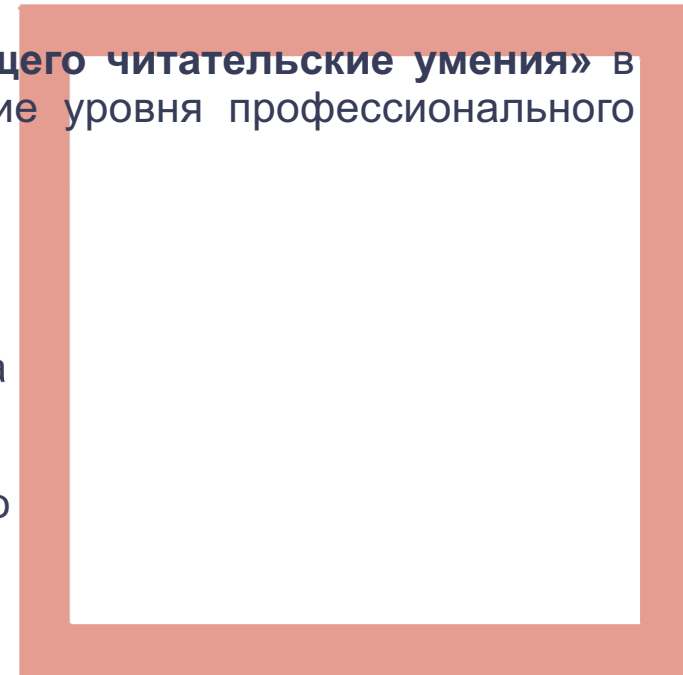 щего читательские умения» в
ие уровня профессионального
а
о